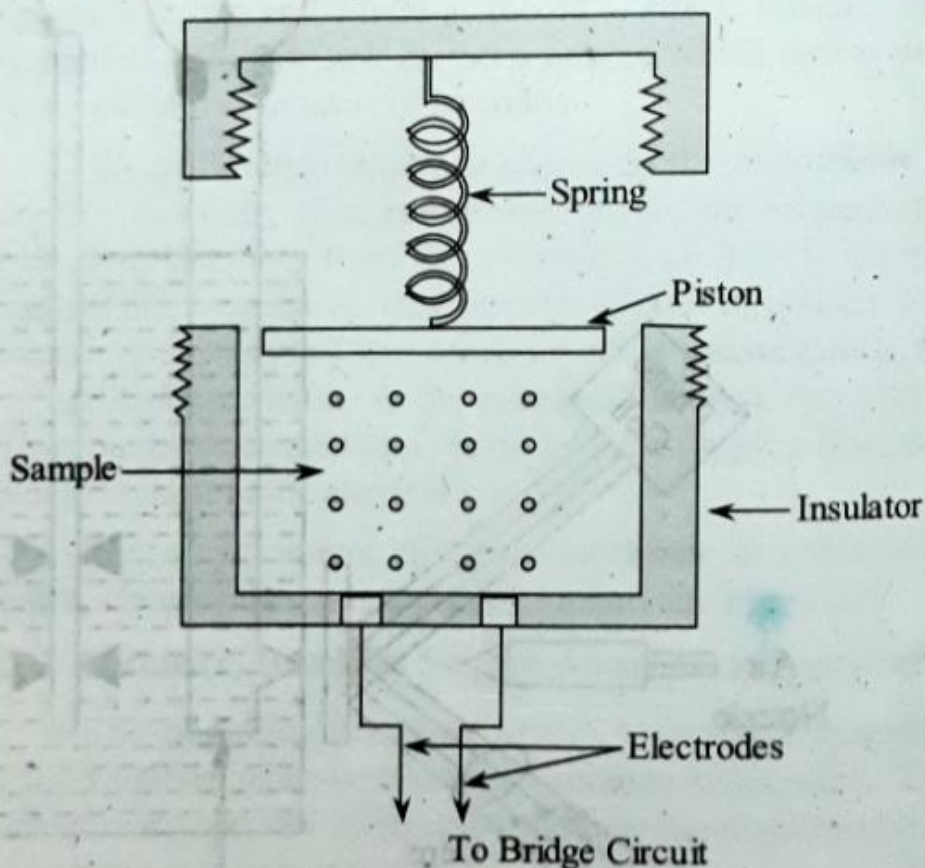 Spring
Piston
Sample
Insulator
Electrodes
To Bridge Circuit